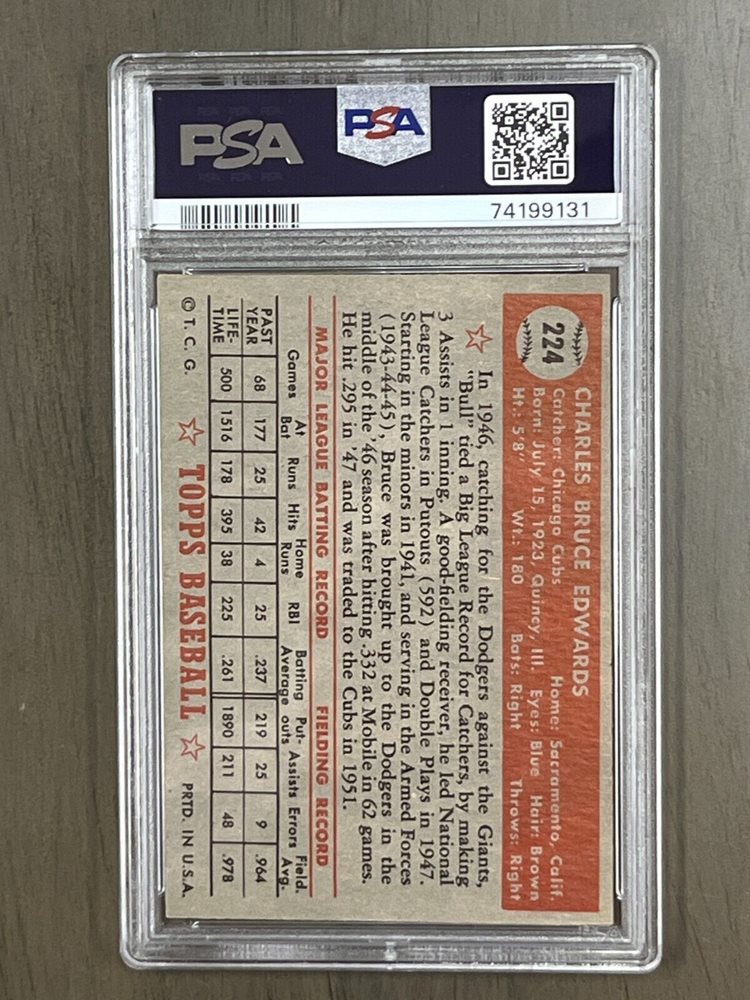 PSA
PSA
74199131
224
CHARLES BRUCE EDWARDS
Catcher: Chicago Cubs Home: Sacramento, Calif.
Born: July 15, 1923, Quincy, Ill. Eyes: Blue Hair: Brown
Ht.: 5'8" Wt.: 180 Bats: Right Throws: Right
In 1946, catching for the Dodgers against the Giants,
"Bull" tied a Big League Record for Catchers, by making
3 Assists in 1 inning. A good-fielding receiver, he led National
League Catchers in Putouts (592) and Double Plays in 1947.
Starting in the minors in 1941, and serving in the Armed Forces
(1943-44-45), Bruce was brought up to the Dodgers in the
middle of the '46 season after hitting .332 at Mobile in 62 games.
He hit .295 in '47 and was traded to the Cubs in 1951.
MAJOR LEAGUE BATTING RECORD FIELDING RECORD
Games At Bat Runs Hits Home Runs RBI Batting Average Put-outs Assists Errors Field. Avg.
PAST YEAR 68 177 25 42 4 25 .237 219 25 9 .964
LIFE-TIME 500 1516 178 395 38 225 .261 1890 211 48 .978
© T. C. G. TOPPS BASEBALL PRTD. IN U.S.A.